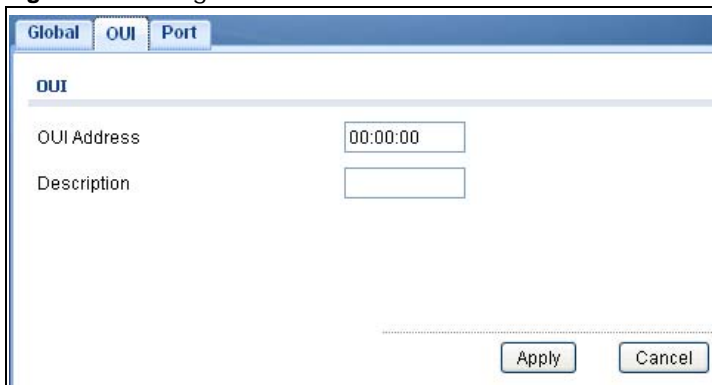 Global OUI Port
OUI
OUI Address 00:00:00
Description
Apply Cancel